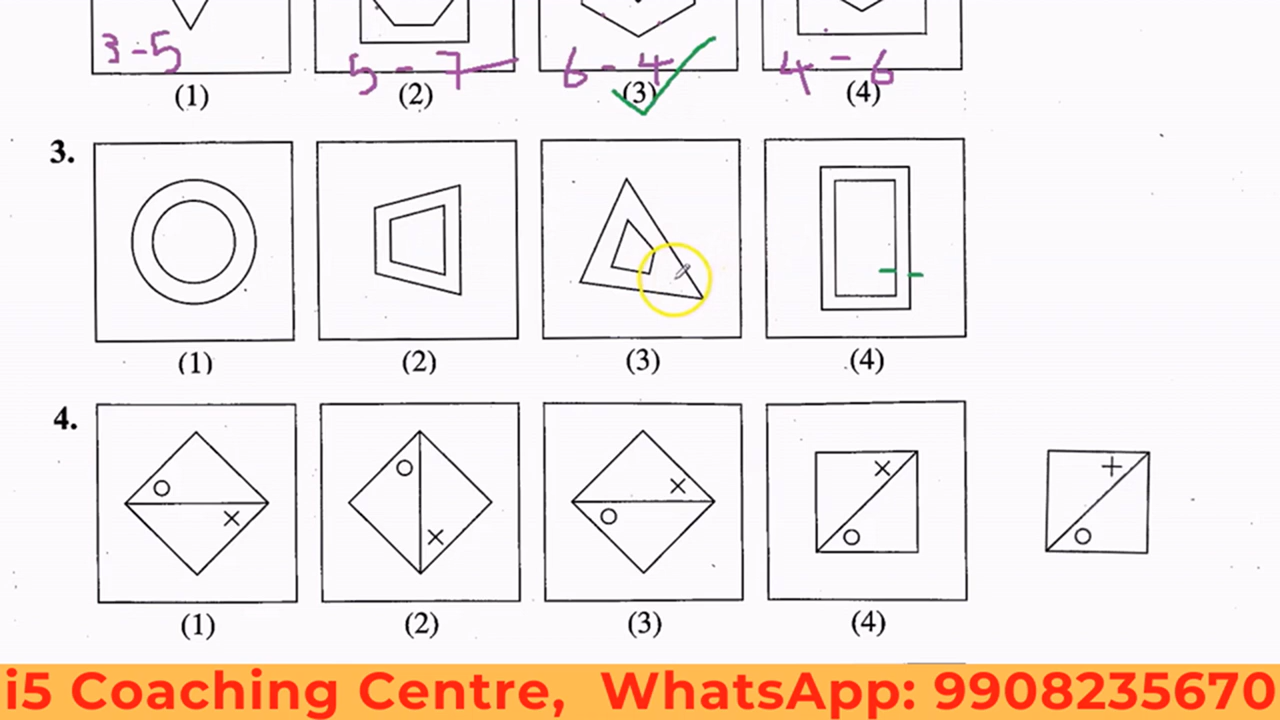 3-5
5 - 7
6 - 4
4 - 6
(1) (2) (3) (4)
3.
(1) (2) (3) (4)
4.
(1) (2) (3) (4)
i5 Coaching Centre, WhatsApp: 9908235670